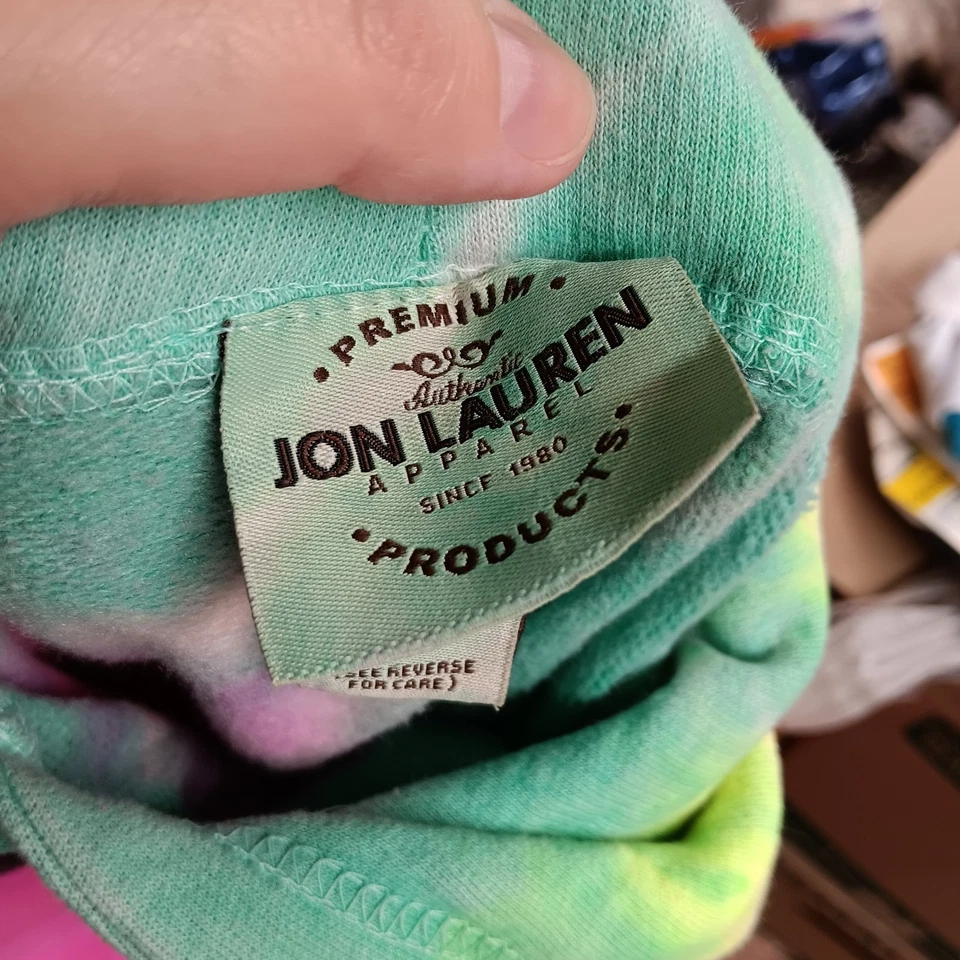 • PREMIUM •
Authentic
JON LAUREN
APPAREL
SINCE 1980
• PRODUCTS •
(SEE REVERSE
FOR CARE)